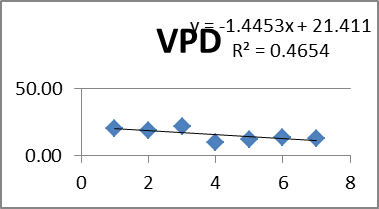 y = -1.4453x + 21.411
VPD
R² = 0.4654
50.00
0.00
0 2 4 6 8